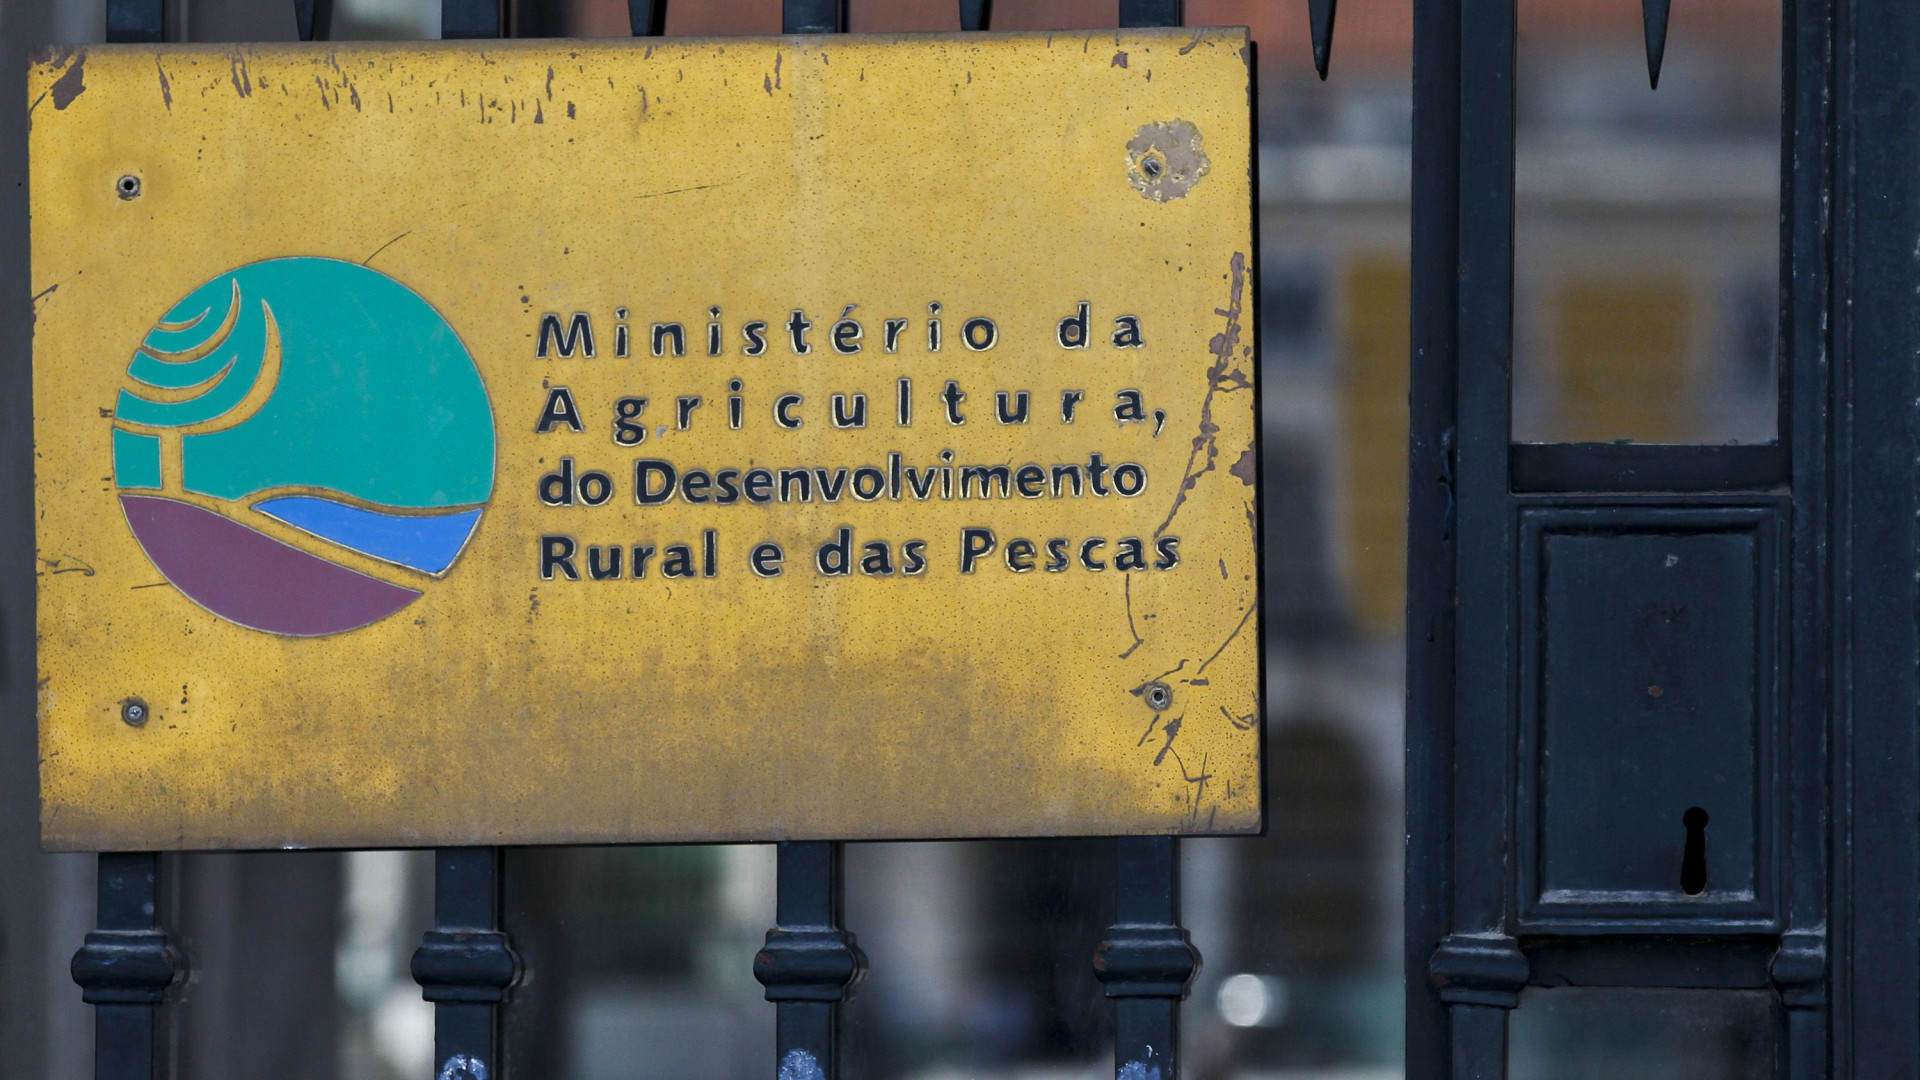 Ministério da
Agricultura,
do Desenvolvimento
Rural e das Pescas